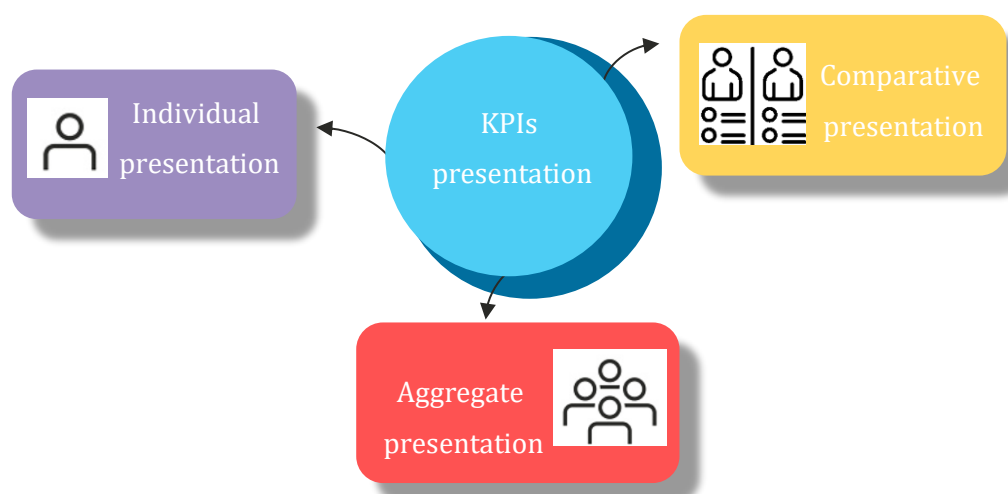 KPIs
presentation
Individual
presentation
Comparative
presentation
Aggregate
presentation